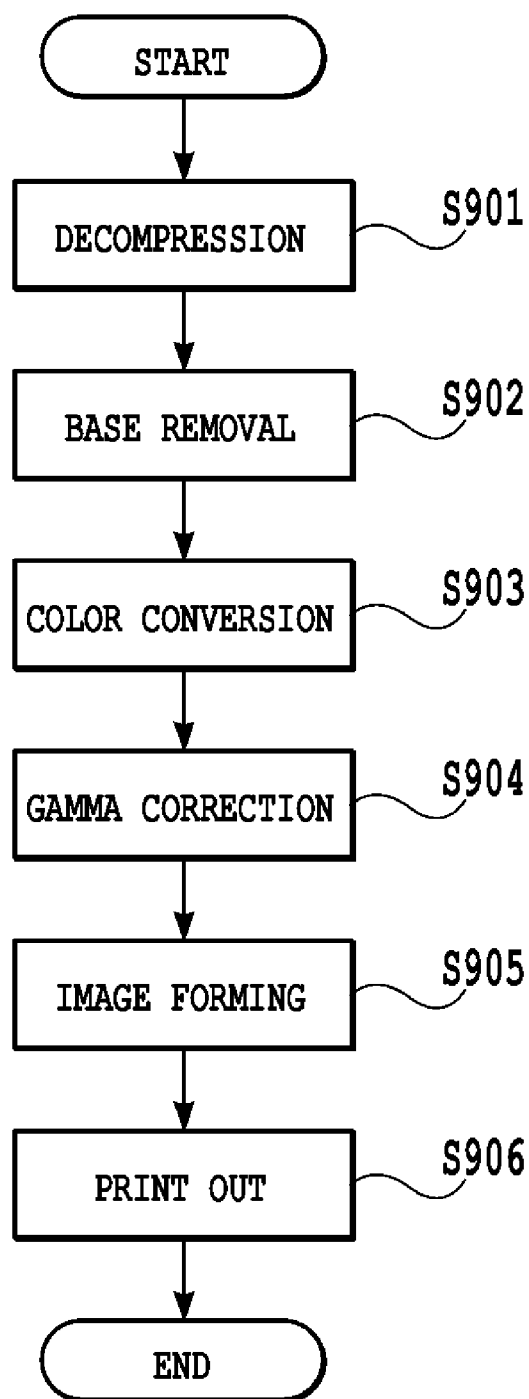 START
DECOMPRESSION
S901
BASE REMOVAL
S902
COLOR CONVERSION
S903
GAMMA CORRECTION
S904
IMAGE FORMING
S905
PRINT OUT
S906
END